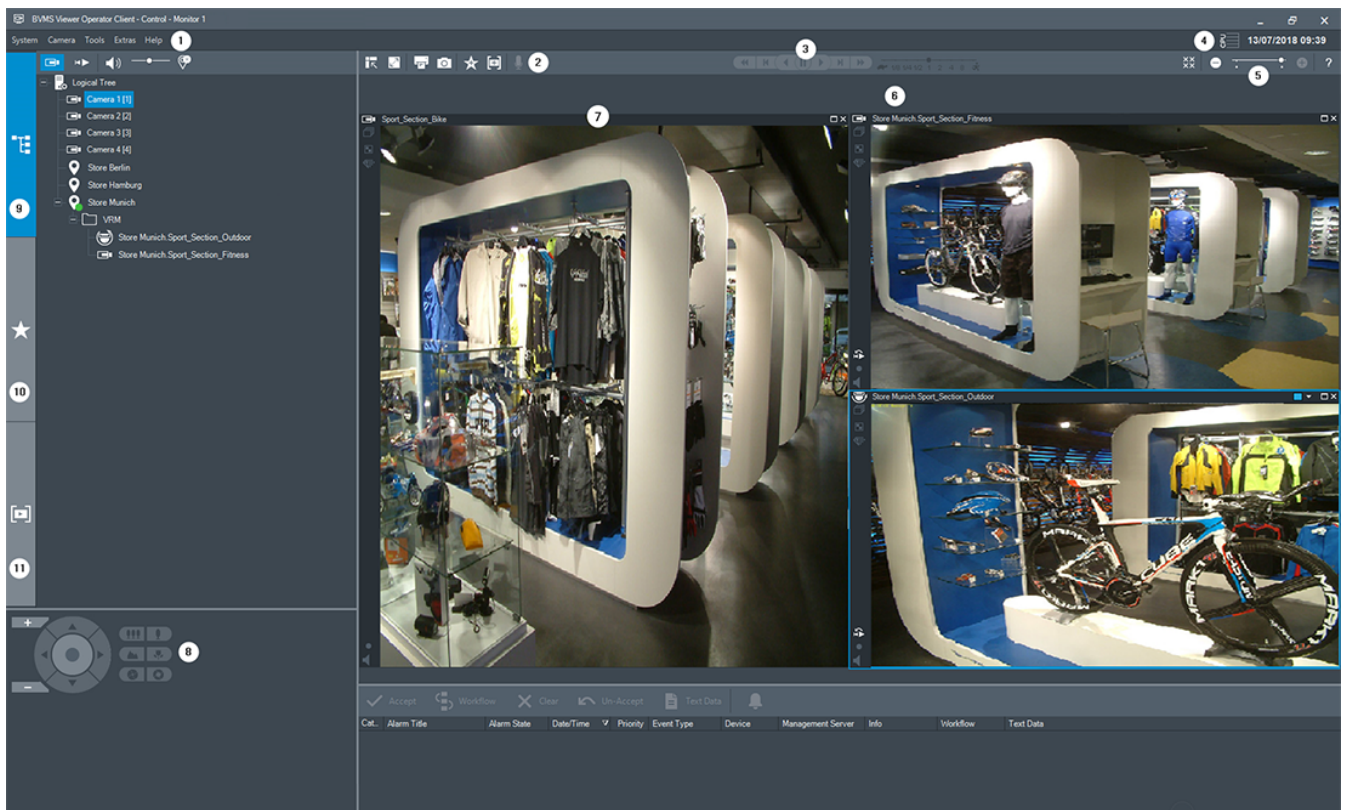 BVMS Viewer Operator Client - Control - Monitor 1
System Camera Tools Extras Help 1
4 13/07/2018 09:39
2
3
5
?
Logical Tree
Camera 1 [1]
Camera 2 [2]
Camera 3 [3]
Camera 4 [4]
Store Berlin
Store Hamburg
Store Munich
VRM
Store Munich.Sport_Section_Outdoor
Store Munich.Sport_Section_Fitness
9
10
11
8
6
Sport_Section_Bike 7
Store Munich.Sport_Section_Fitness
Store Munich.Sport_Section_Outdoor
CUBE
Accept Workflow Clear Un-Accept Text Data
Cat.. Alarm Title Alarm State Date/Time Priority Event Type Device Management Server Info Workflow Text Data